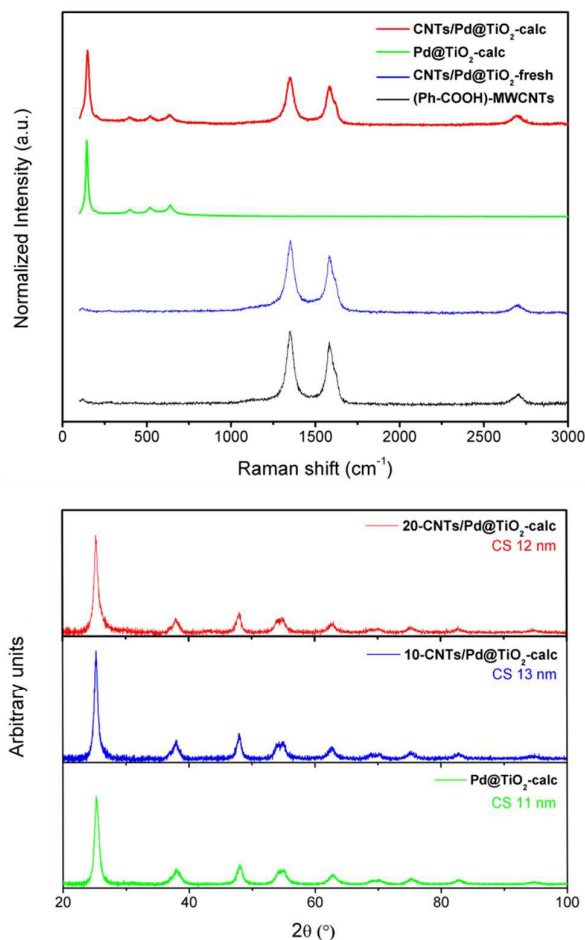 CNTs/Pd@TiO₂-calc
Pd@TiO₂-calc
CNTs/Pd@TiO₂-fresh
(Ph-COOH)-MWCNTs
Normalized Intensity (a.u.)
0 500 1000 1500 2000 2500 3000
Raman shift (cm⁻¹)
20-CNTs/Pd@TiO₂-calc
CS 12 nm
10-CNTs/Pd@TiO₂-calc
CS 13 nm
Pd@TiO₂-calc
CS 11 nm
Arbitrary units
20 40 60 80 100
2θ (°)